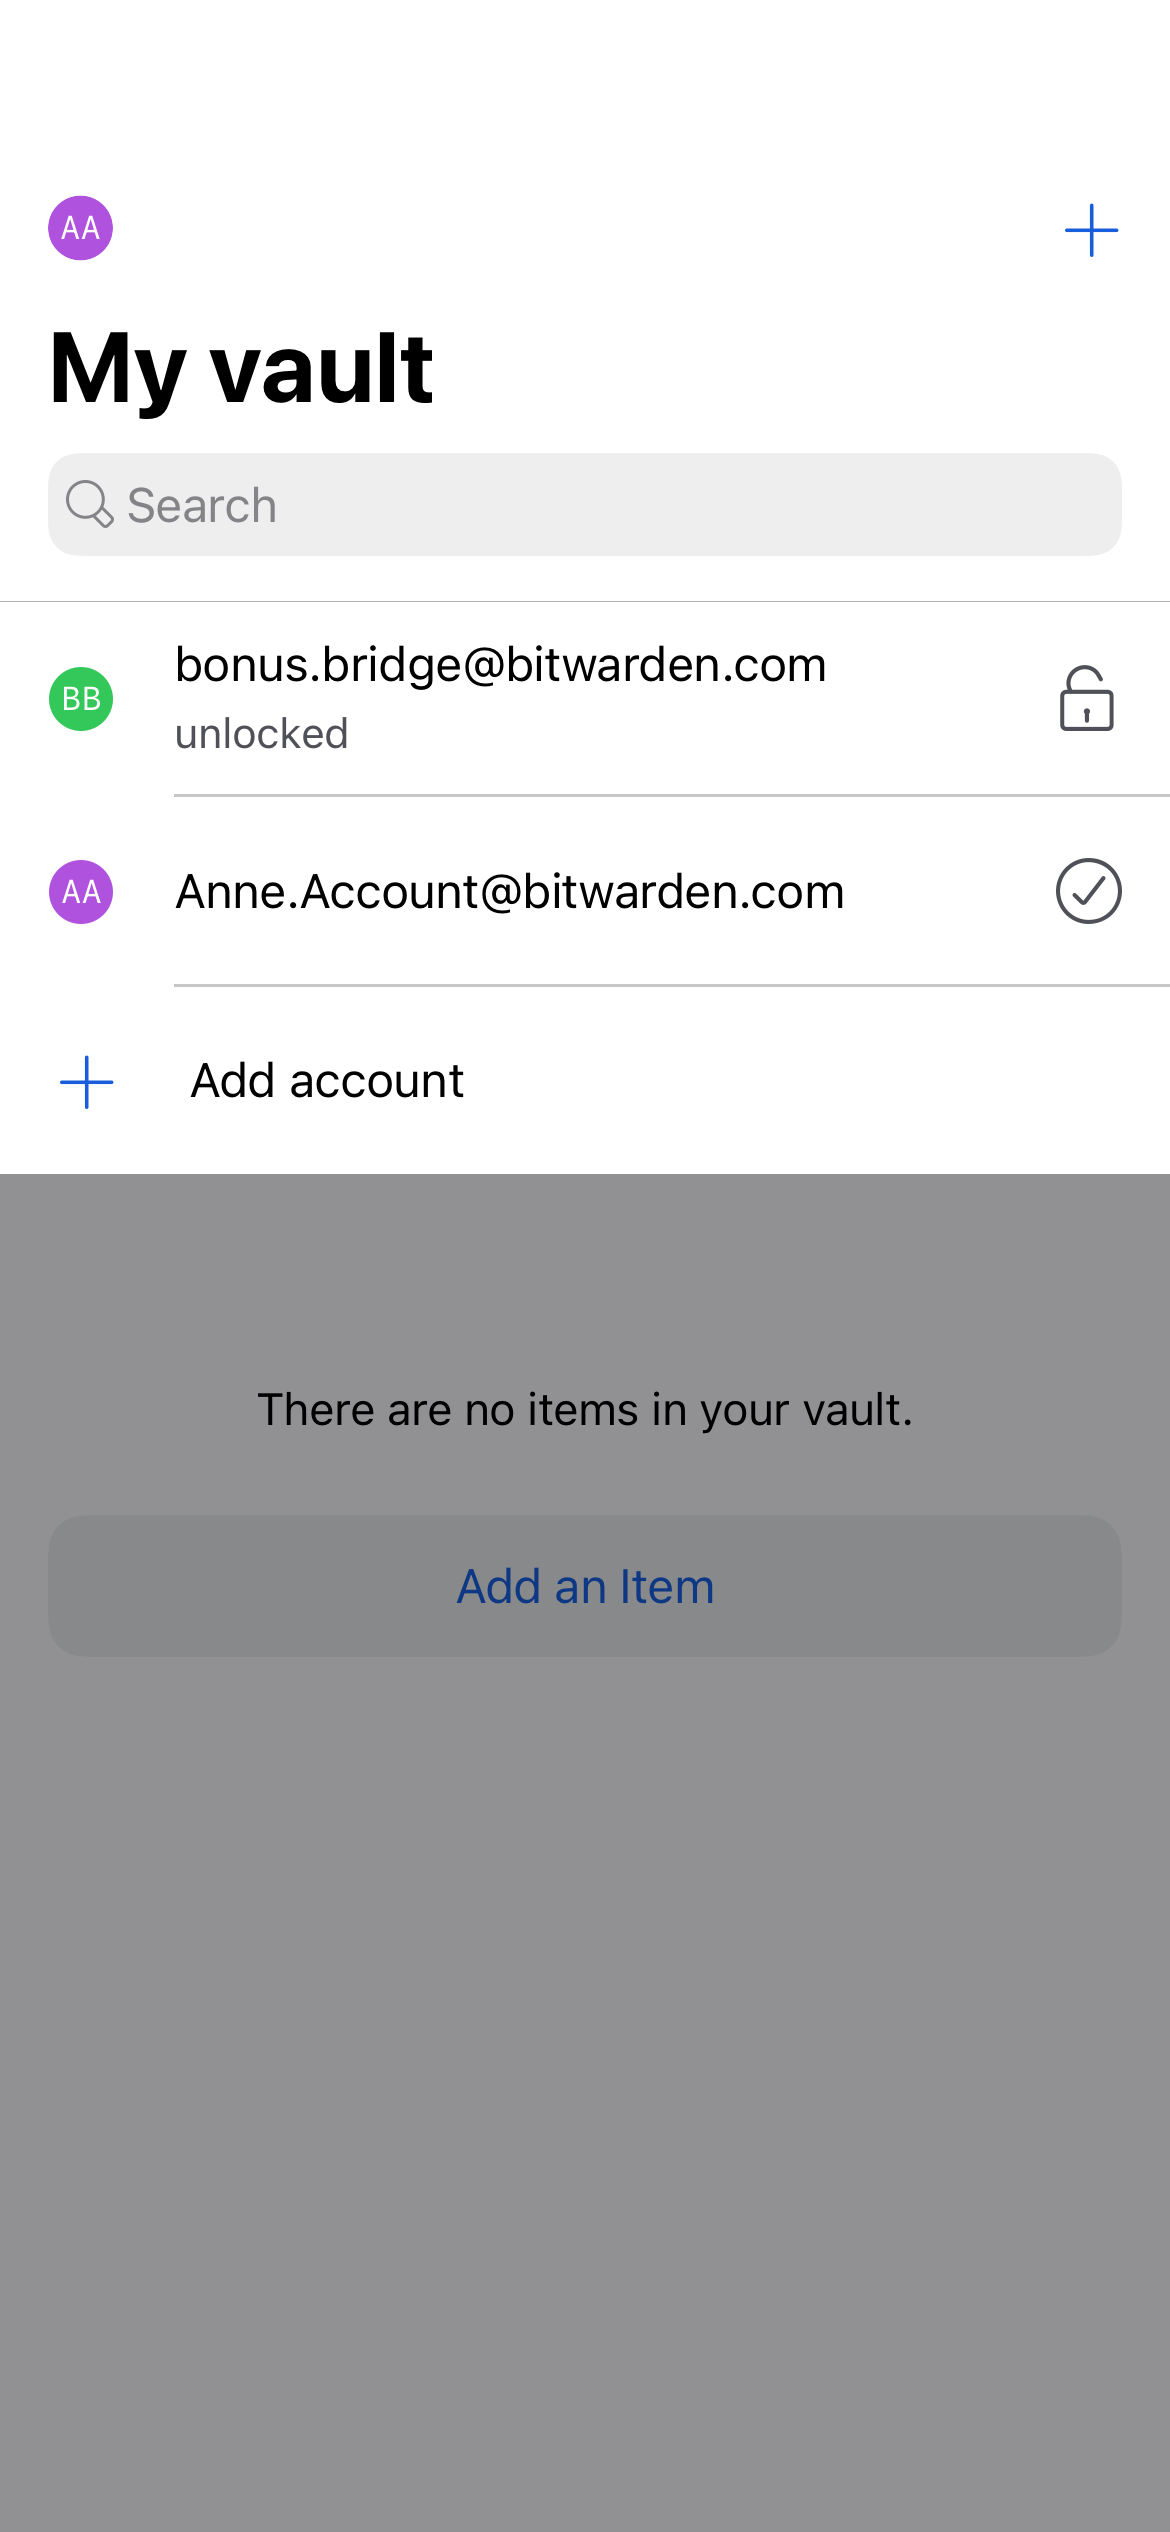 AA
My vault
Search
BB
bonus.bridge@bitwarden.com
unlocked
AA
Anne.Account@bitwarden.com
Add account
There are no items in your vault.
Add an Item